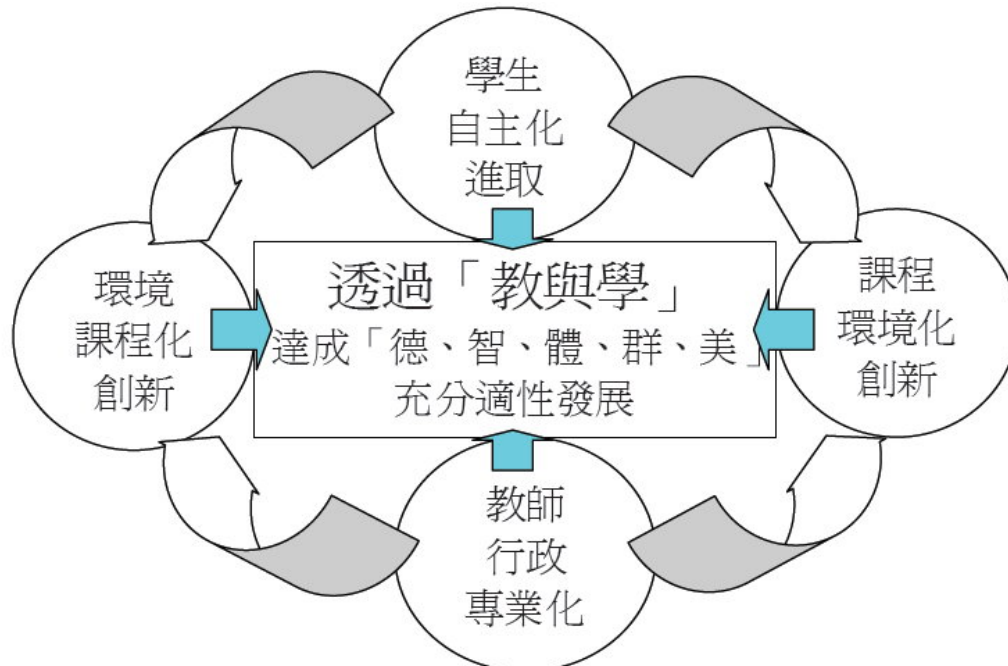 學生
自主化
進取
環境
課程化
創新
透過「教與學」
達成「德、智、體、群、美」
充分適性發展
課程
環境化
創新
教師
行政
專業化